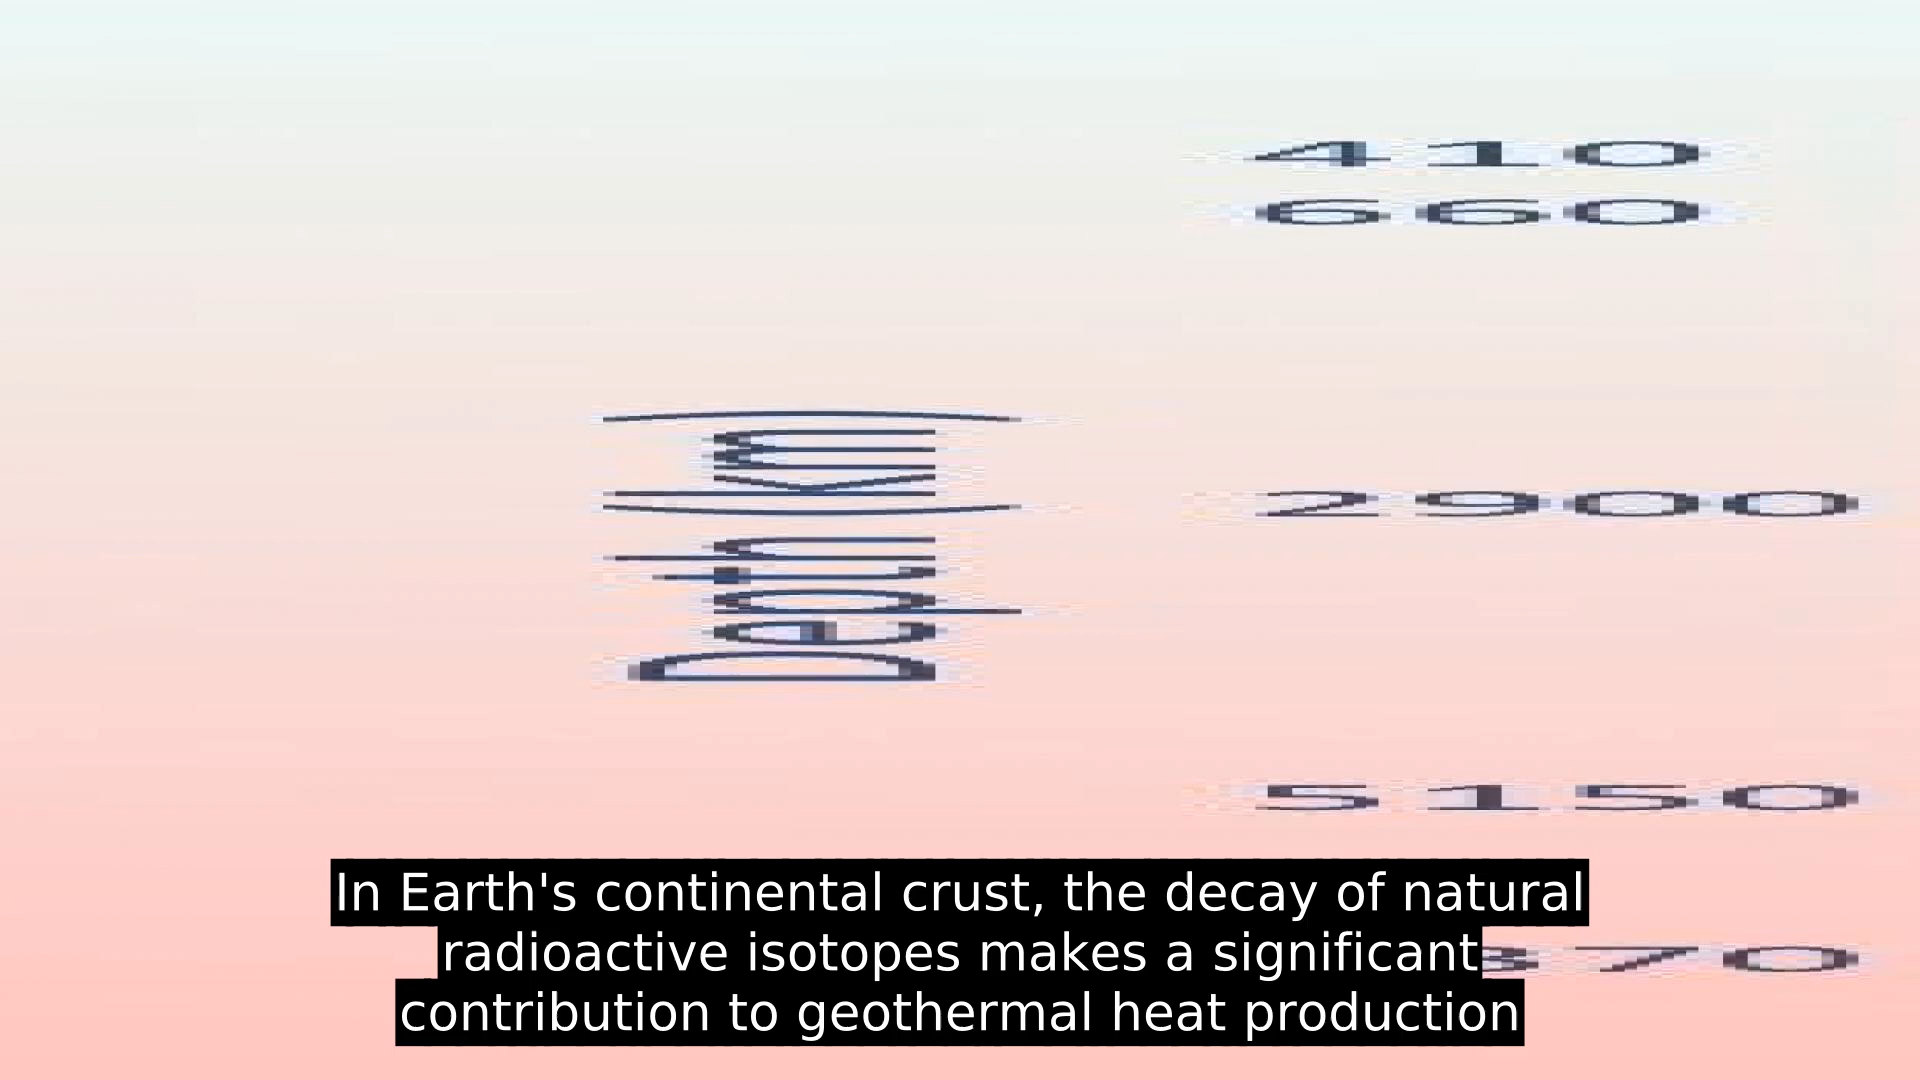 410
660
Depth (km)
2900
5150
70
In Earth's continental crust, the decay of natural
radioactive isotopes makes a significant
contribution to geothermal heat production